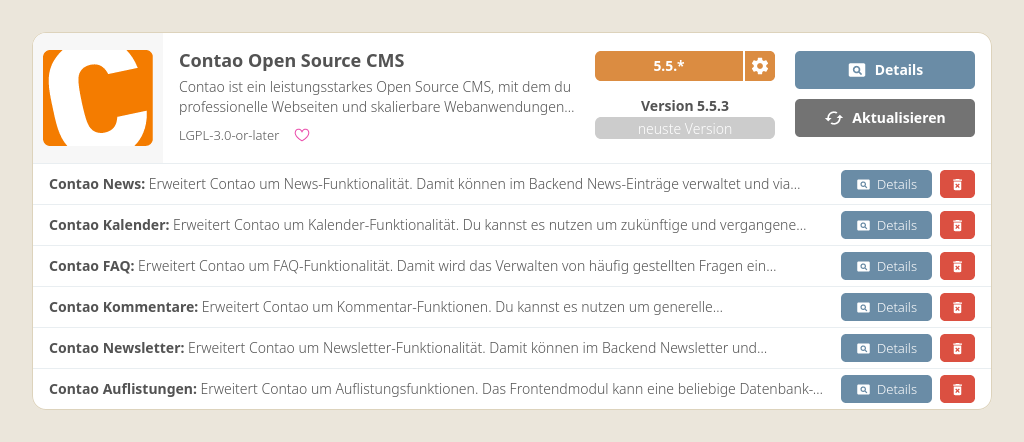 Contao Open Source CMS
Contao ist ein leistungsstarkes Open Source CMS, mit dem du
professionelle Webseiten und skalierbare Webanwendungen...
LGPL-3.0-or-later
5.5.*
Version 5.5.3
neuste Version
Details
Aktualisieren
Contao News: Erweitert Contao um News-Funktionalität. Damit können im Backend News-Einträge verwaltet und via... Details
Contao Kalender: Erweitert Contao um Kalender-Funktionalität. Du kannst es nutzen um zukünftige und vergangene... Details
Contao FAQ: Erweitert Contao um FAQ-Funktionalität. Damit wird das Verwalten von häufig gestellten Fragen ein... Details
Contao Kommentare: Erweitert Contao um Kommentar-Funktionen. Du kannst es nutzen um generelle... Details
Contao Newsletter: Erweitert Contao um Newsletter-Funktionalität. Damit können im Backend Newsletter und... Details
Contao Auflistungen: Erweitert Contao um Auflistungsfunktionen. Das Frontendmodul kann eine beliebige Datenbank-... Details